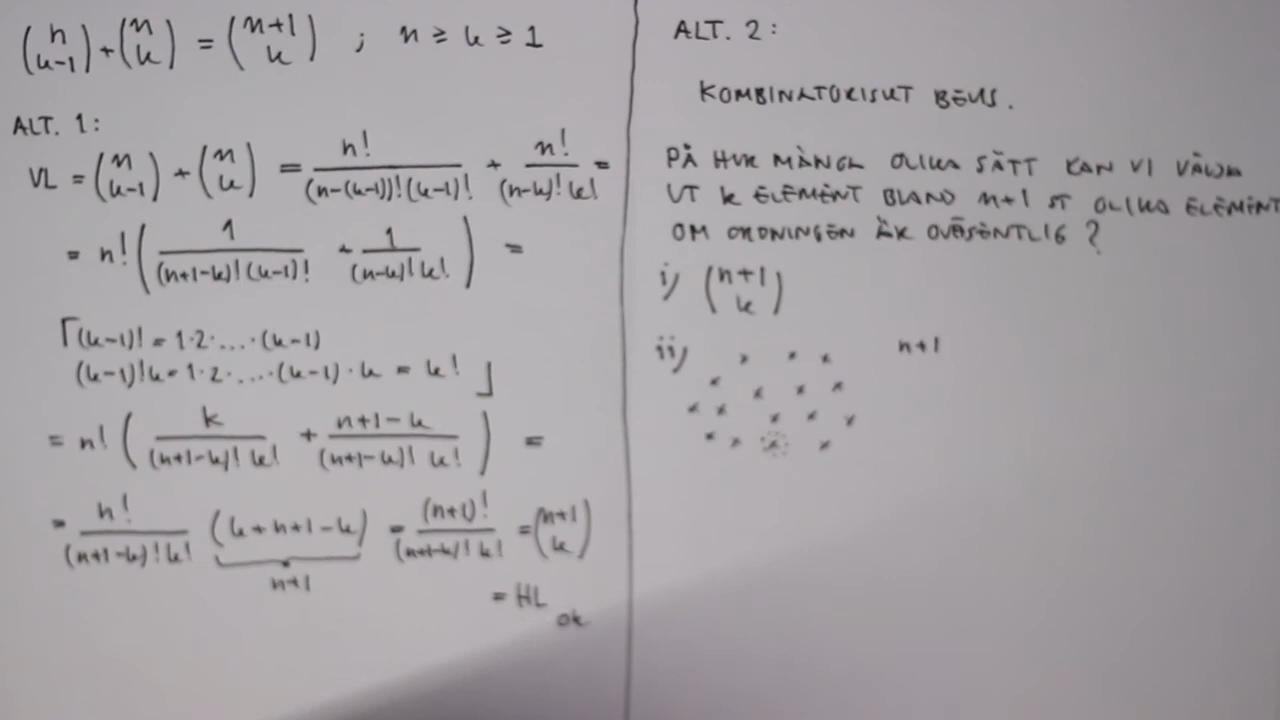 (n k-1) + (n k) = (n+1 k) ; n ≥ k ≥ 1
ALT. 1:
VL = (n k-1) + (n k) = n!/((n-(k-1))!(k-1)!) + n!/((n-k)!k!) =
= n!(1/((n+1-k)!(k-1)!) + 1/((n-k)!k!)) =
⌈(k-1)! = 1·2·...·(k-1)
(k-1)!k = 1·2·...·(k-1)·k = k! ⌋
= n!(k/((n+1-k)!k!) + (n+1-k)/((n+1-k)!k!)) =
= n!/((n+1-k)!k!) (k+n+1-k) = (n+1)!/((n+1-k)!k!) = (n+1 k)
n+1
= HL
ok
ALT. 2:
KOMBINATORISKT BEVIS.
PÅ HUR MÅNGA OLIKA SÄTT KAN VI VÄLJA
UT k ELEMENT BLAND n+1 ST OLIKA ELEMENT
OM ORDNINGEN ÄR OVÄSENTLIG ?
i) (n+1 k)
ii) n+1